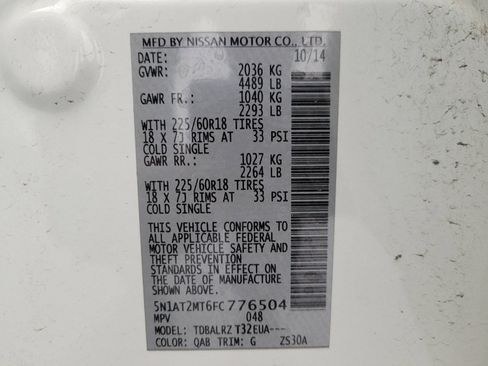 MFD BY NISSAN MOTOR CO., LTD.
DATE: 10/14
GVWR: 2036 KG
4489 LB
GAWR FR.: 1040 KG
2293 LB
WITH 225/60R18 TIRES
18 X 7J RIMS AT 33 PSI
COLD SINGLE
GAWR RR.: 1027 KG
2264 LB
WITH 225/60R18 TIRES
18 X 7J RIMS AT 33 PSI
COLD SINGLE
THIS VEHICLE CONFORMS TO
ALL APPLICABLE FEDERAL
MOTOR VEHICLE SAFETY AND
THEFT PREVENTION
STANDARDS IN EFFECT ON
THE DATE OF MANUFACTURE
SHOWN ABOVE.
5N1AT2MT6FC776504
MPV 048
MODEL: TDBALRZ T32EUA---
COLOR: QAB TRIM: G ZS30A